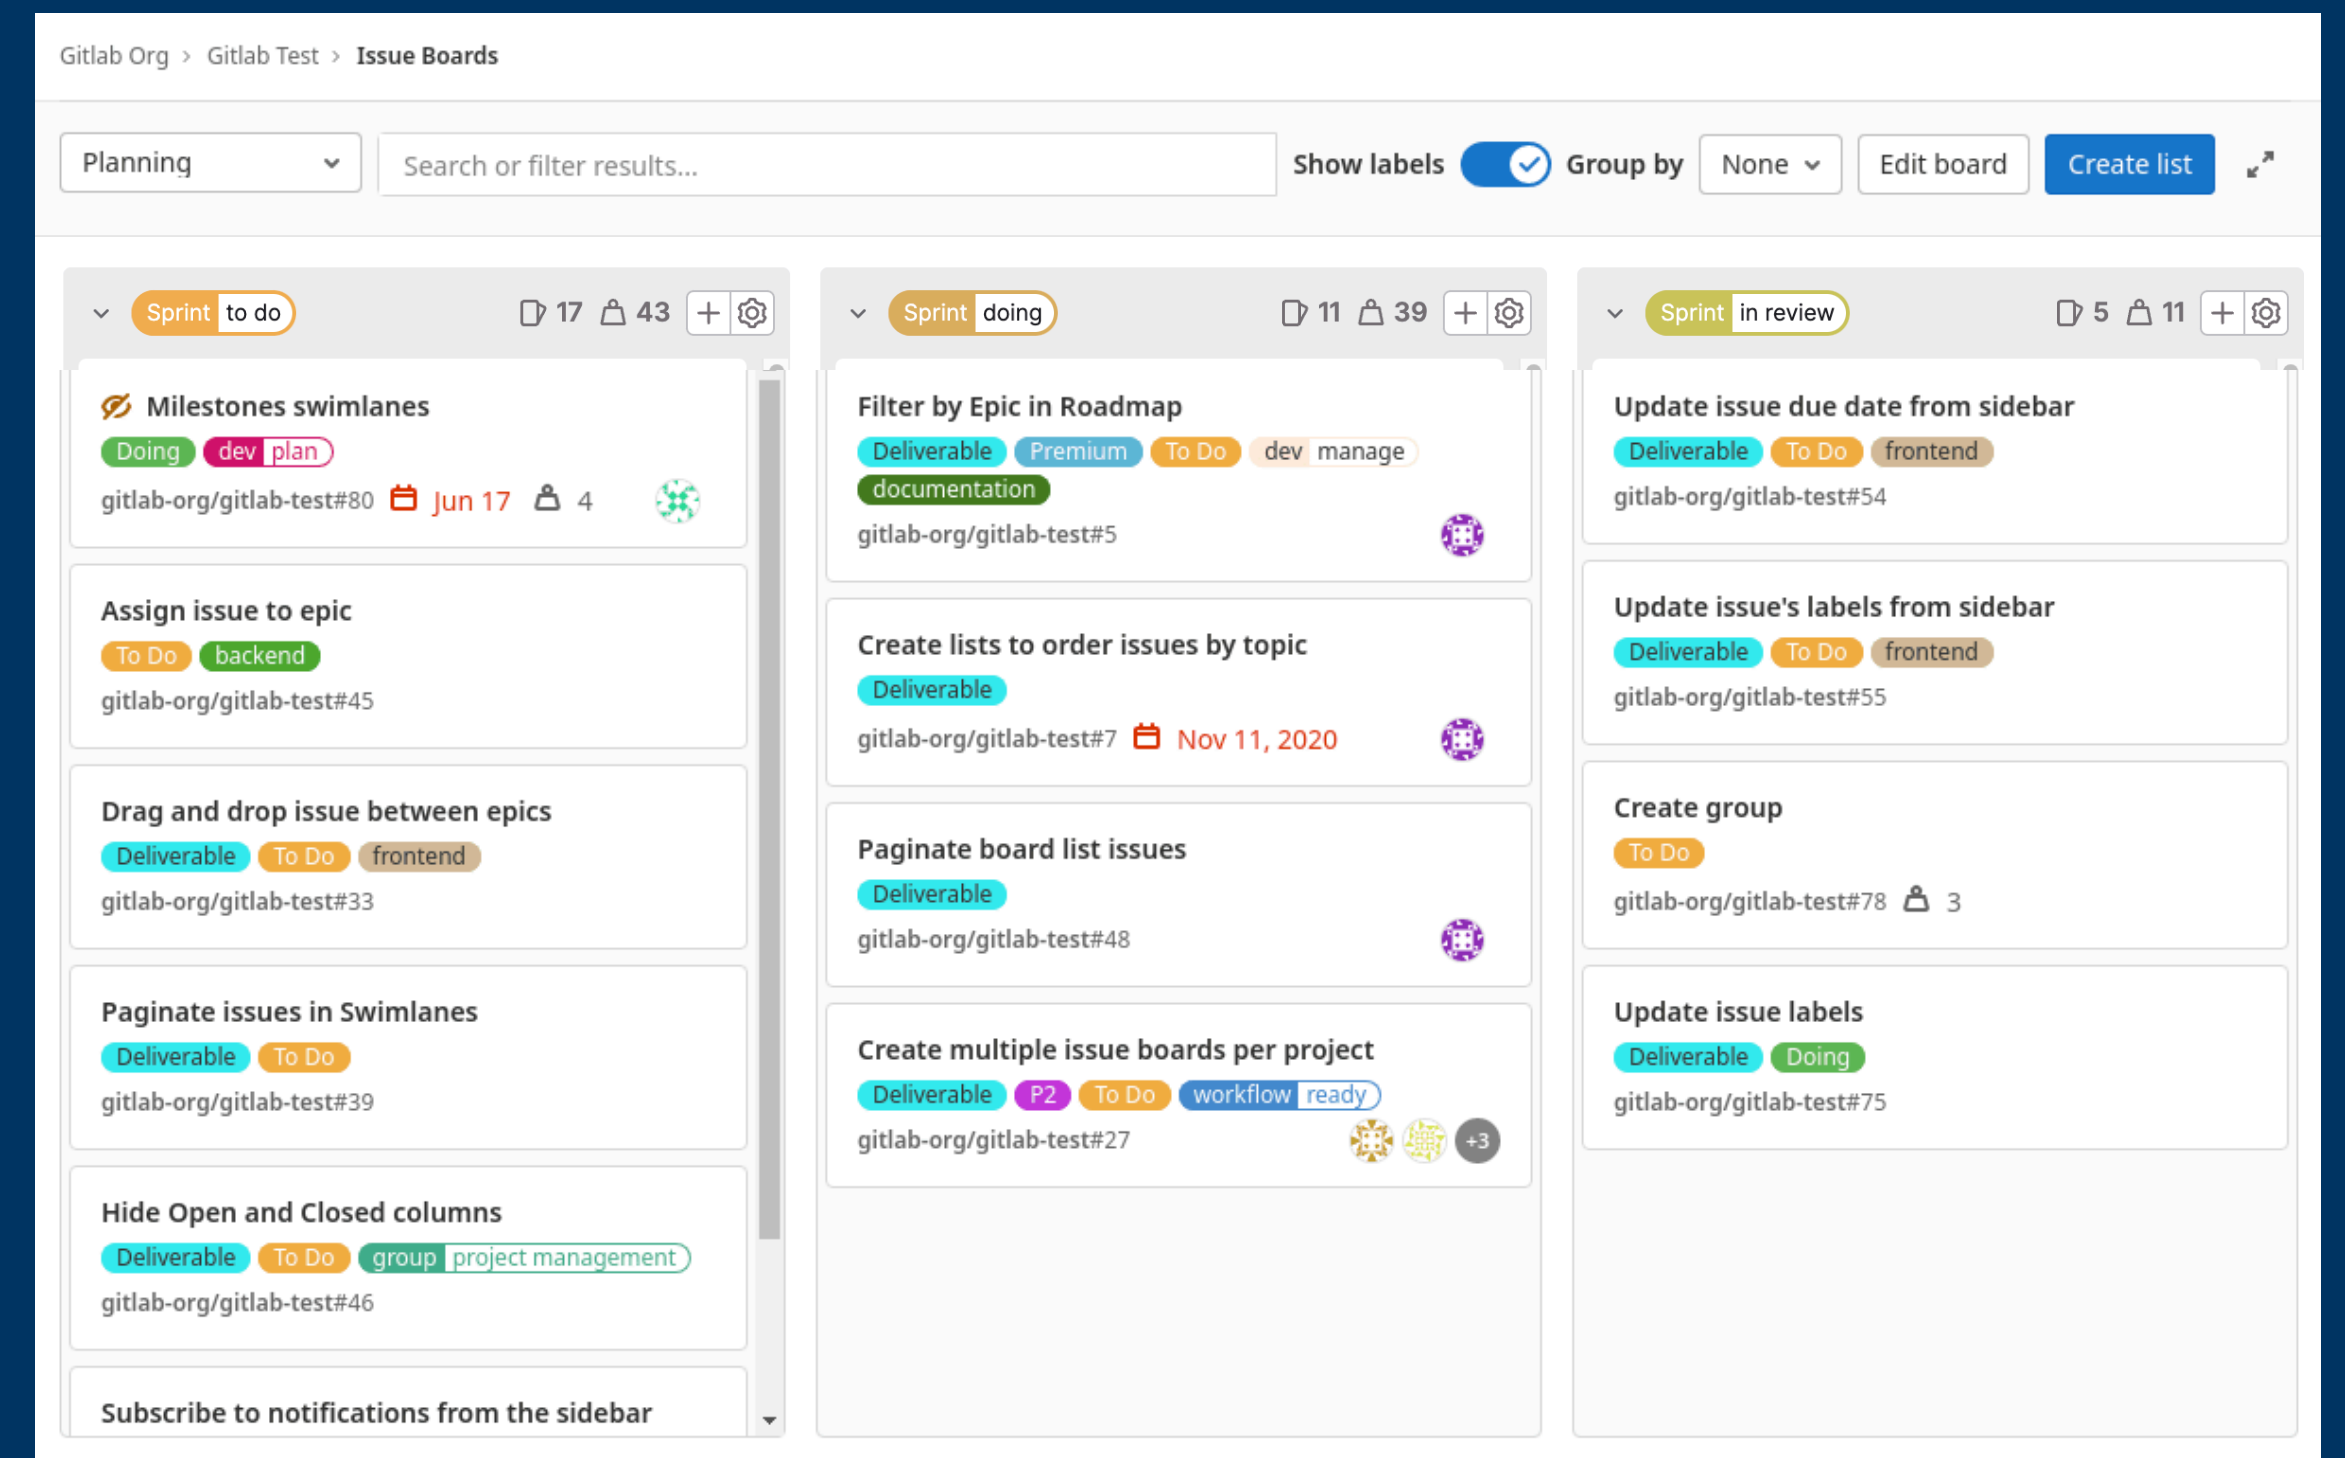 Gitlab Org > Gitlab Test > Issue Boards
Planning
Search or filter results...
Show labels
Group by
None
Edit board
Create list
Sprint to do
17
43
Milestones swimlanes
Doing dev plan
gitlab-org/gitlab-test#80 Jun 17 4
Assign issue to epic
To Do backend
gitlab-org/gitlab-test#45
Drag and drop issue between epics
Deliverable To Do frontend
gitlab-org/gitlab-test#33
Paginate issues in Swimlanes
Deliverable To Do
gitlab-org/gitlab-test#39
Hide Open and Closed columns
Deliverable To Do group project management
gitlab-org/gitlab-test#46
Subscribe to notifications from the sidebar
Sprint doing
11
39
Filter by Epic in Roadmap
Deliverable Premium To Do dev manage
documentation
gitlab-org/gitlab-test#5
Create lists to order issues by topic
Deliverable
gitlab-org/gitlab-test#7 Nov 11, 2020
Paginate board list issues
Deliverable
gitlab-org/gitlab-test#48
Create multiple issue boards per project
Deliverable P2 To Do workflow ready
gitlab-org/gitlab-test#27 +3
Sprint in review
5
11
Update issue due date from sidebar
Deliverable To Do frontend
gitlab-org/gitlab-test#54
Update issue's labels from sidebar
Deliverable To Do frontend
gitlab-org/gitlab-test#55
Create group
To Do
gitlab-org/gitlab-test#78 3
Update issue labels
Deliverable Doing
gitlab-org/gitlab-test#75